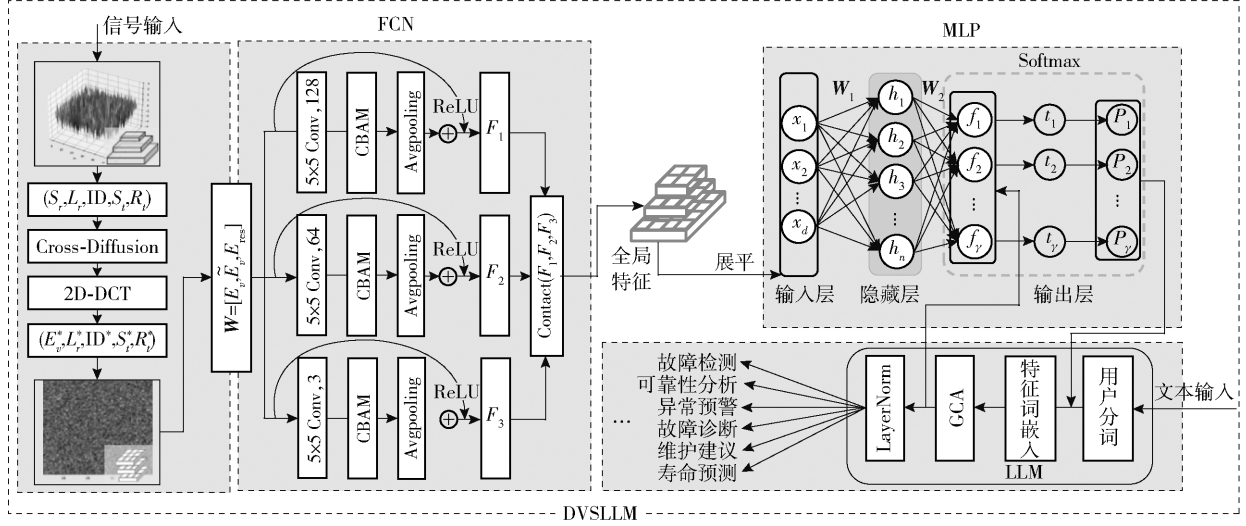 信号输入
(S_r,L_r,ID,S_t,R_t)
Cross-Diffusion
2D-DCT
(E_v^*,L_r^*,ID^*,S_t^*,R_t^*)
W=[E_v,Ẽ_v,E_res]
FCN
5×5 Conv,128
CBAM
Avgpooling
ReLU
F_1
5×5 Conv,64
CBAM
Avgpooling
ReLU
F_2
5×5 Conv,3
CBAM
Avgpooling
ReLU
F_3
Contact(F_1,F_2,F_3)
全局
特征
展平
MLP
Softmax
W_1
W_2
x_1
x_2
⋯
x_d
输入层
h_1
h_2
h_3
⋯
h_n
隐藏层
f_1
f_2
⋯
f_γ
t_1
t_2
⋯
t_γ
P_1
P_2
⋯
P_γ
输出层
故障检测
可靠性分析
异常预警
故障诊断
维护建议
寿命预测
⋯
LayerNorm
GCA
特征词嵌入
用户分词
LLM
文本输入
DVSLLM